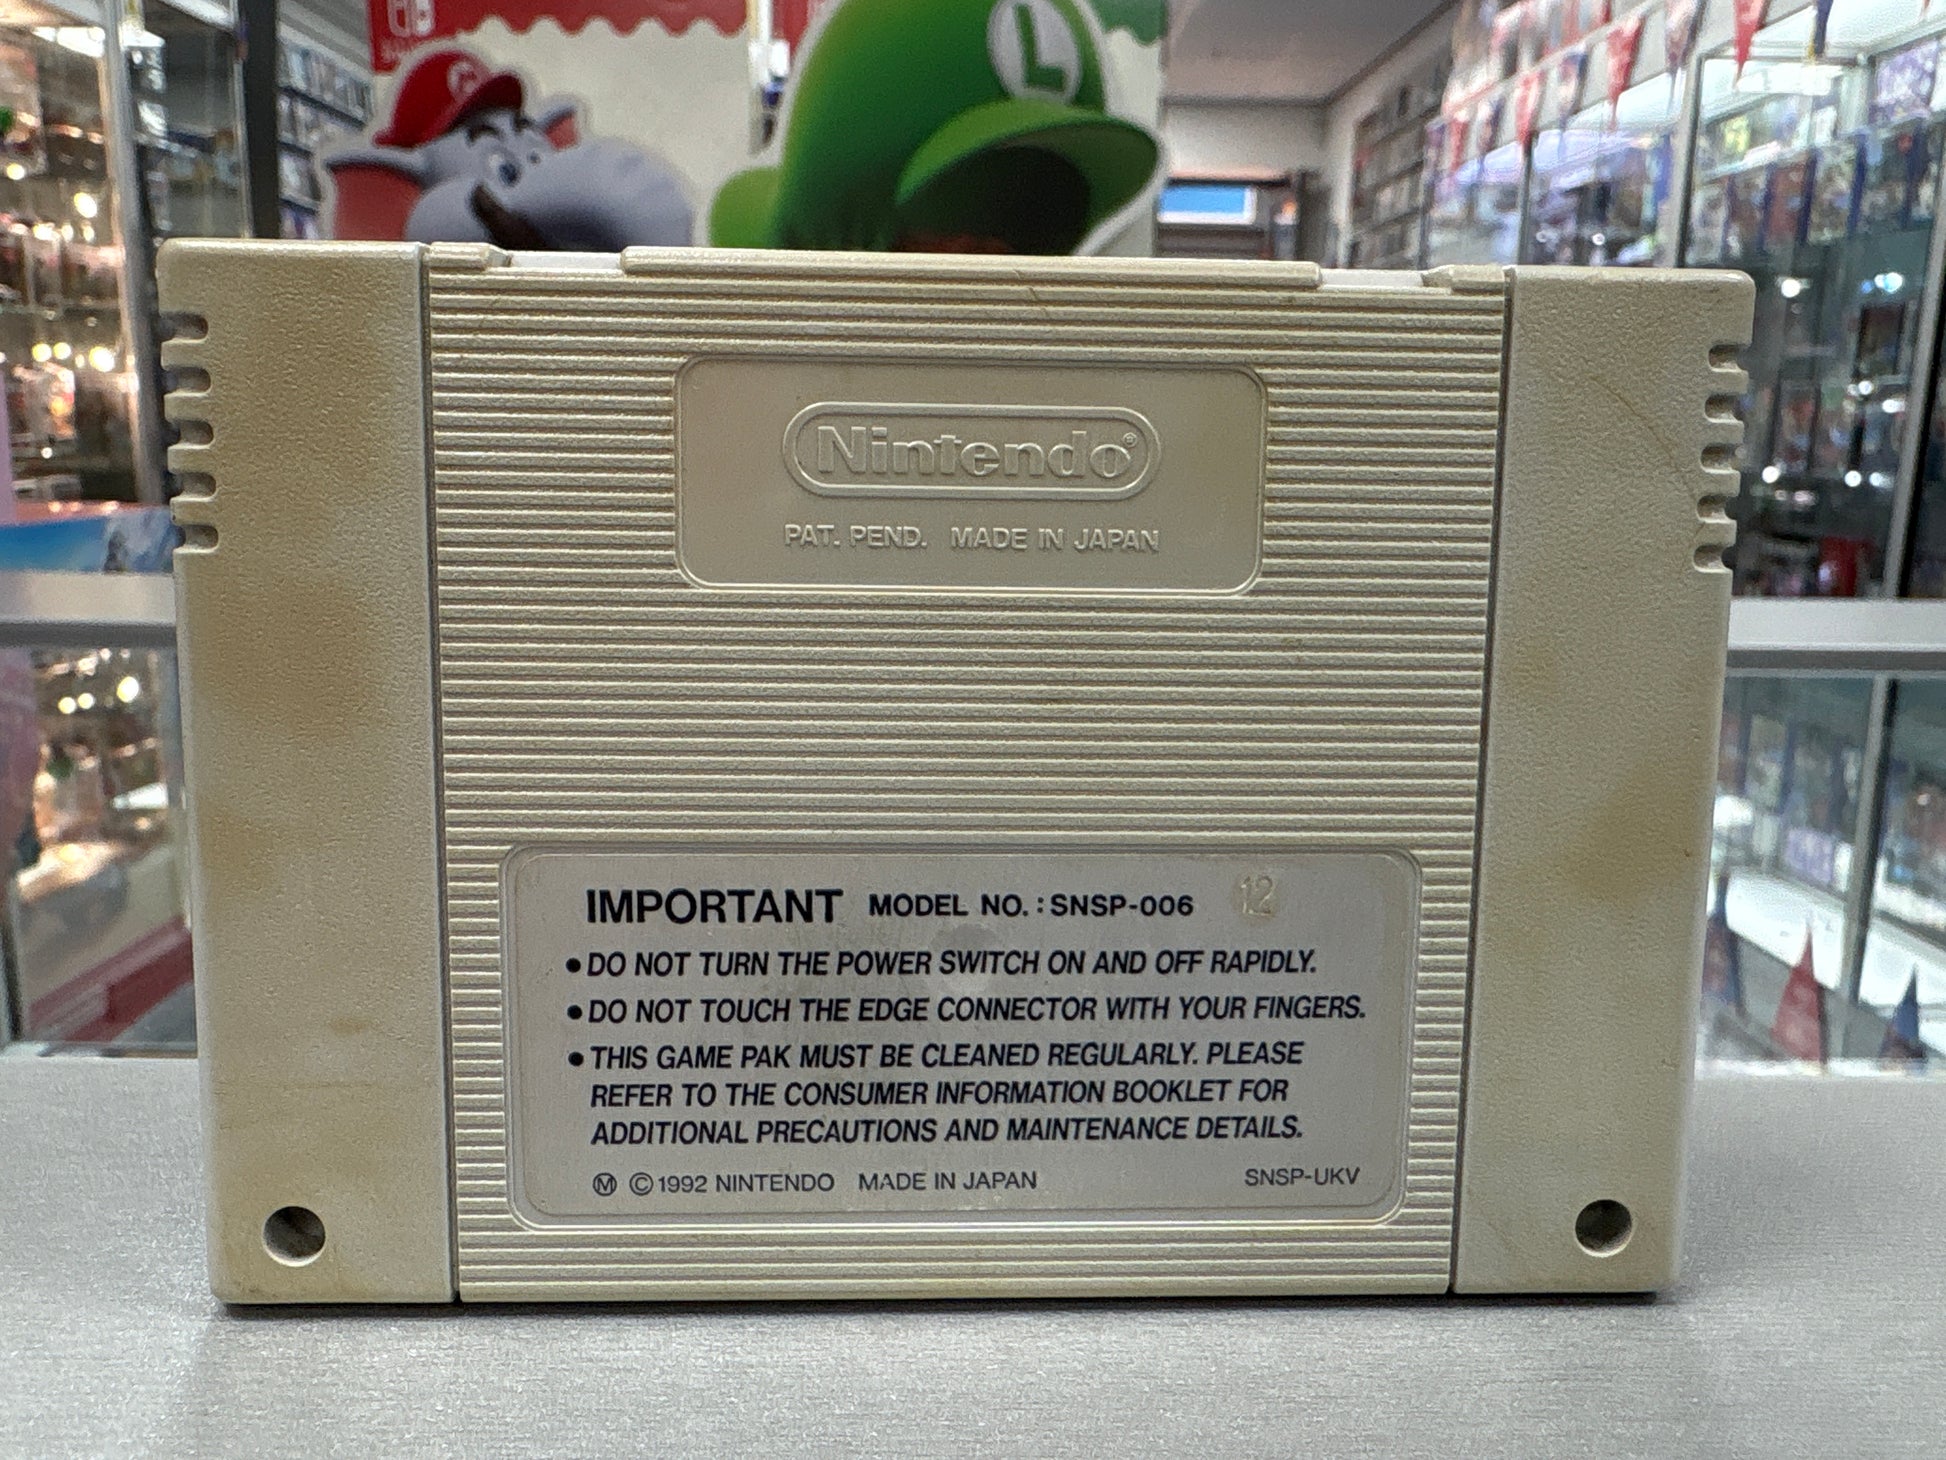 L
Nintendo®
PAT. PEND. MADE IN JAPAN
IMPORTANT MODEL NO.:SNSP-006 12
●DO NOT TURN THE POWER SWITCH ON AND OFF RAPIDLY.
●DO NOT TOUCH THE EDGE CONNECTOR WITH YOUR FINGERS.
●THIS GAME PAK MUST BE CLEANED REGULARLY. PLEASE
REFER TO THE CONSUMER INFORMATION BOOKLET FOR
ADDITIONAL PRECAUTIONS AND MAINTENANCE DETAILS.
Ⓜ ©1992 NINTENDO MADE IN JAPAN SNSP-UKV